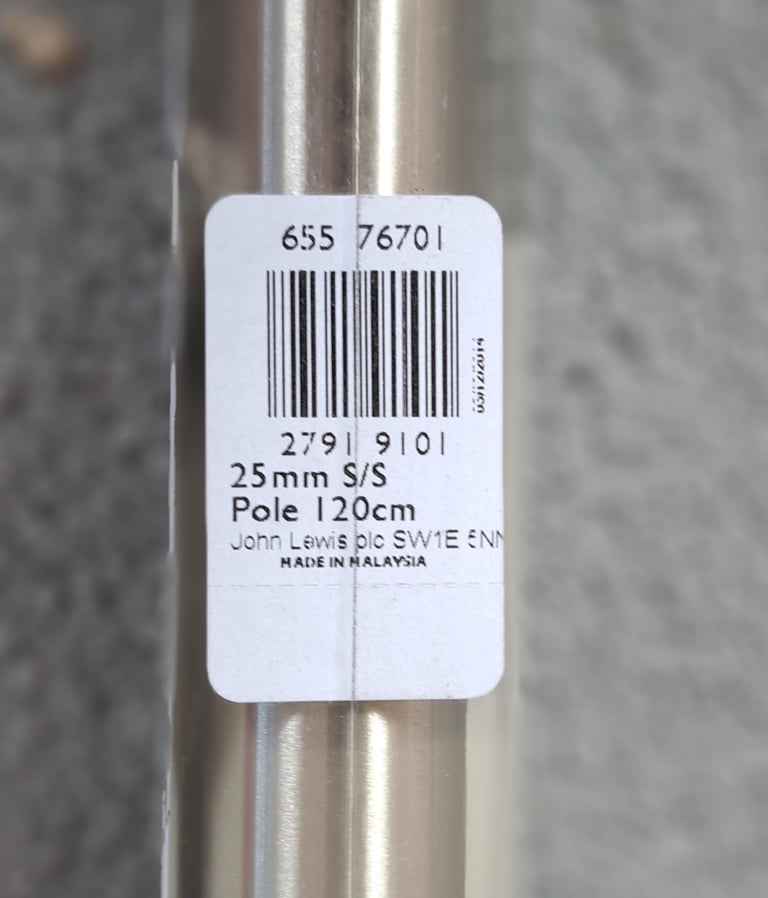 655 76701
2791 9101
25mm S/S
Pole 120cm
John Lewis plc SW1E 5NN
MADE IN MALAYSIA